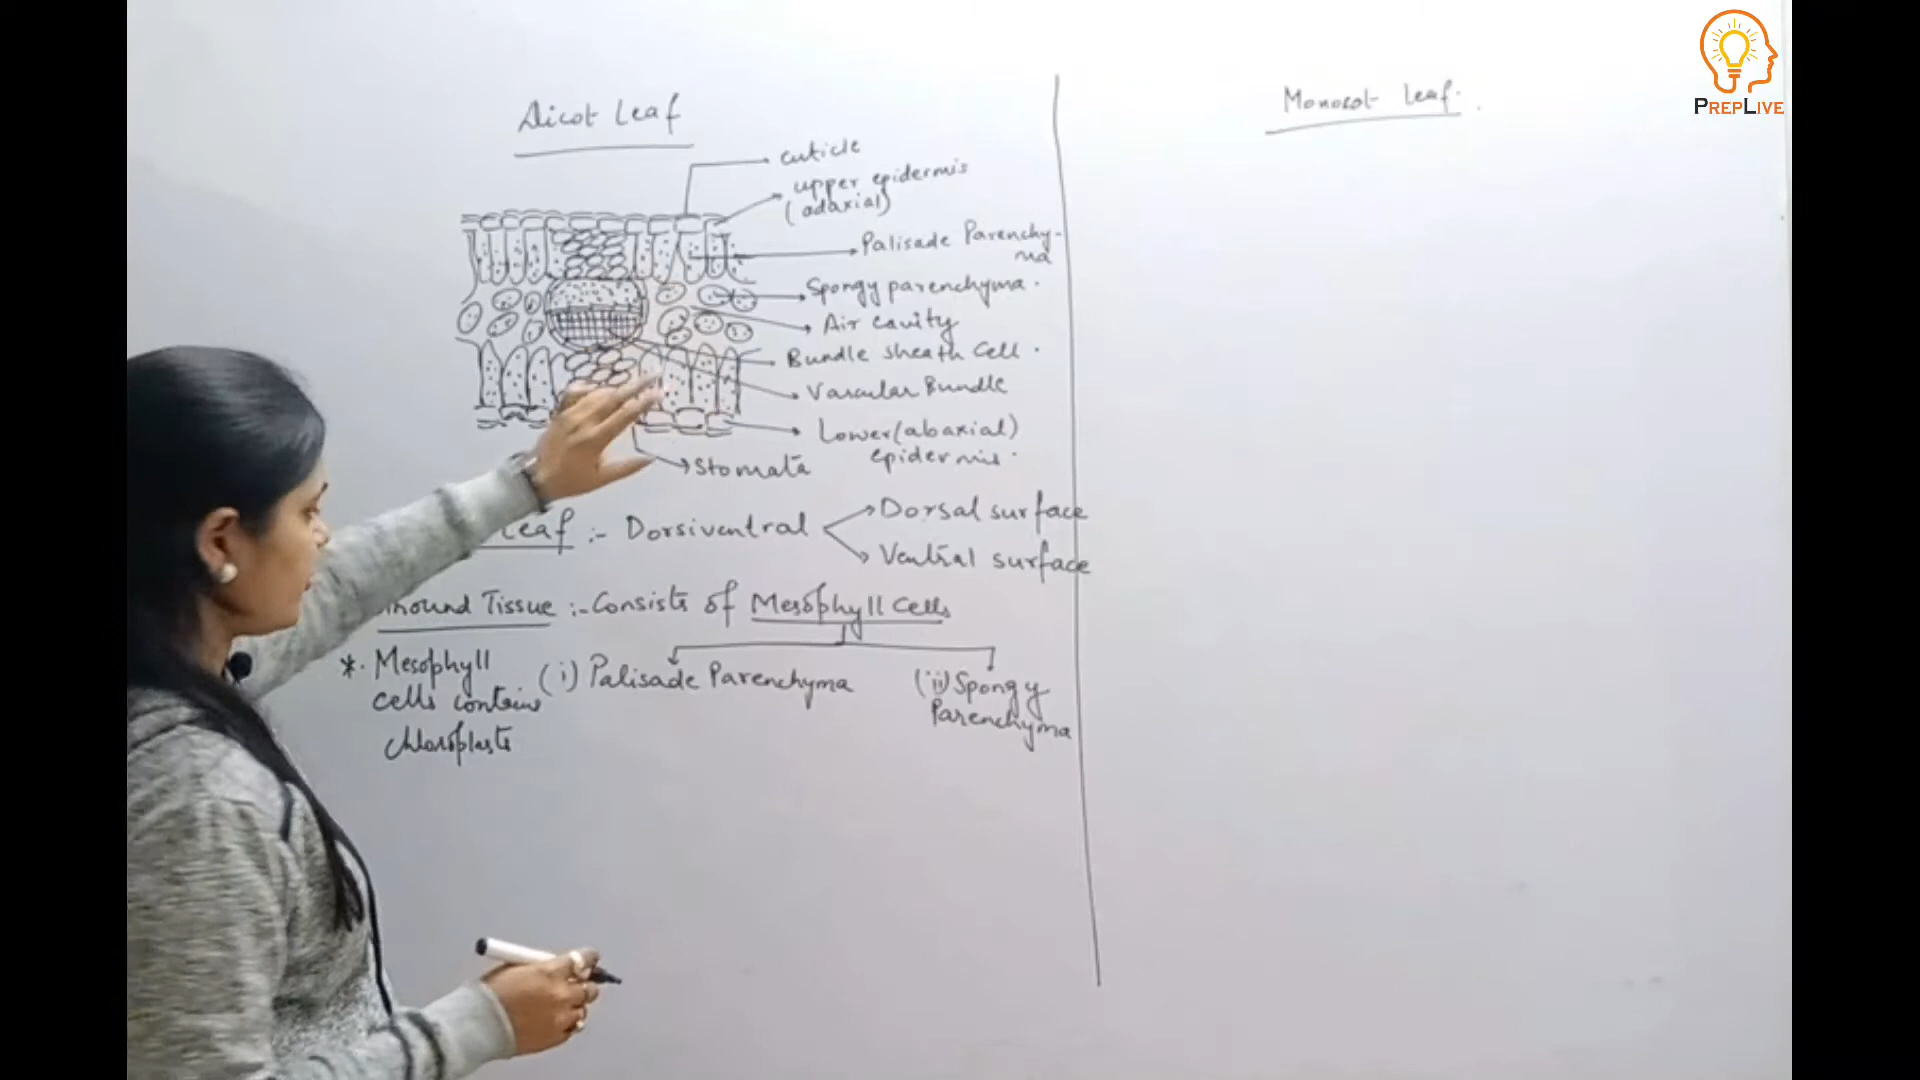 PREPLIVE
Dicot Leaf
Monocot Leaf.
cuticle
upper epidermis
(adaxial)
Palisade Parenchy-
ma
Spongy parenchyma.
Air cavity
Bundle sheath Cell.
Vascular Bundle
Lower(abaxial)
epidermis.
Stomata
Leaf :- Dorsiventral
Dorsal surface
Ventral surface
Ground Tissue :- Consists of Mesophyll Cells
*. Mesophyll
cells contains
chloroplasts
(i) Palisade Parenchyma
(ii) Spongy
Parenchyma